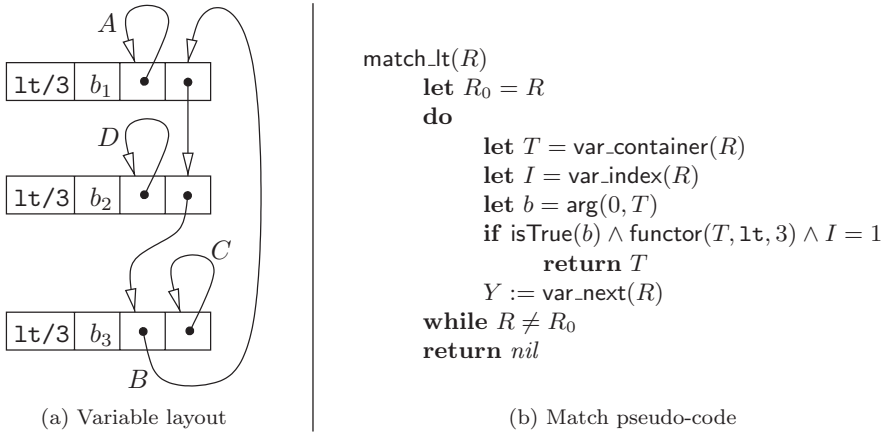 A
lt/3 b₁
D
lt/3 b₂
C
lt/3 b₃
B
(a) Variable layout
match_lt(R)
let R₀ = R
do
let T = var_container(R)
let I = var_index(R)
let b = arg(0, T)
if isTrue(b) ∧ functor(T, lt, 3) ∧ I = 1
return T
Y := var_next(R)
while R ≠ R₀
return nil
(b) Match pseudo-code